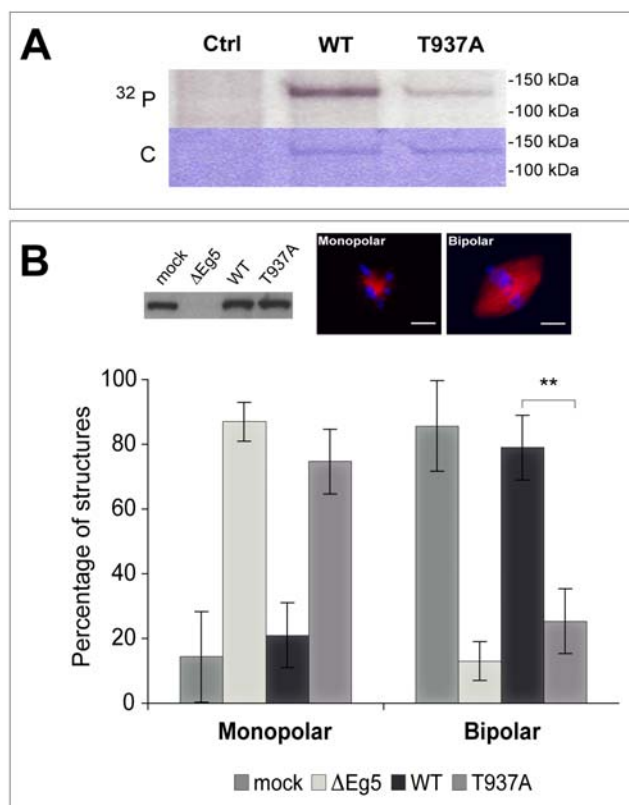 A
Ctrl WT T937A
32 P
-150 kDa
-100 kDa
C
-150 kDa
-100 kDa
B
mock ΔEg5 WT T937A
Monopolar
Bipolar
Percentage of structures
100
**
80
60
40
20
0
Monopolar Bipolar
mock ΔEg5 WT T937A